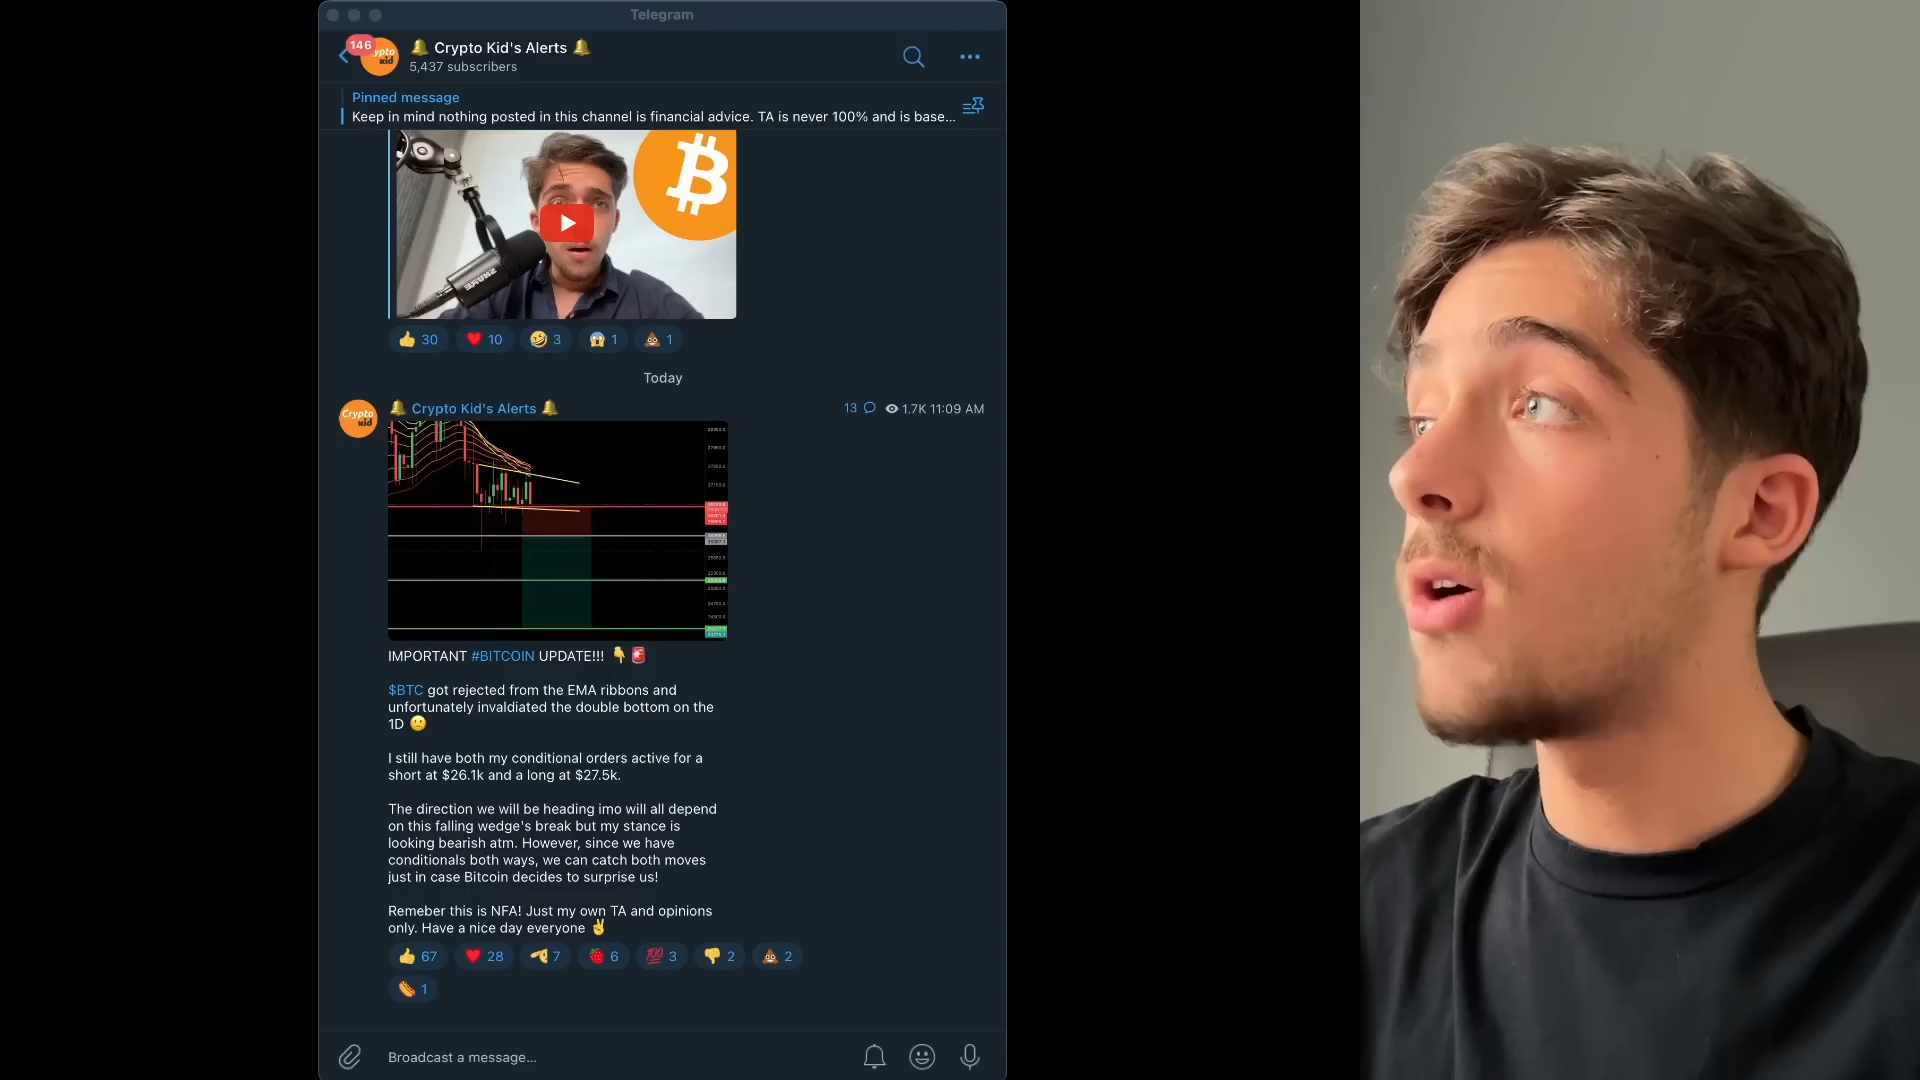 Telegram
146
Crypto Kid's Alerts
5,437 subscribers
Pinned message
Keep in mind nothing posted in this channel is financial advice. TA is never 100% and is base...
SHURE
30
10
3
1
1
Today
Crypto kid
Crypto Kid's Alerts
13
1.7K 11:09 AM
IMPORTANT #BITCOIN UPDATE!!!
$BTC got rejected from the EMA ribbons and
unfortunately invaldiated the double bottom on the
1D
I still have both my conditional orders active for a
short at $26.1k and a long at $27.5k.
The direction we will be heading imo will all depend
on this falling wedge's break but my stance is
looking bearish atm. However, since we have
conditionals both ways, we can catch both moves
just in case Bitcoin decides to surprise us!
Remeber this is NFA! Just my own TA and opinions
only. Have a nice day everyone
67
28
7
6
3
2
2
1
Broadcast a message...